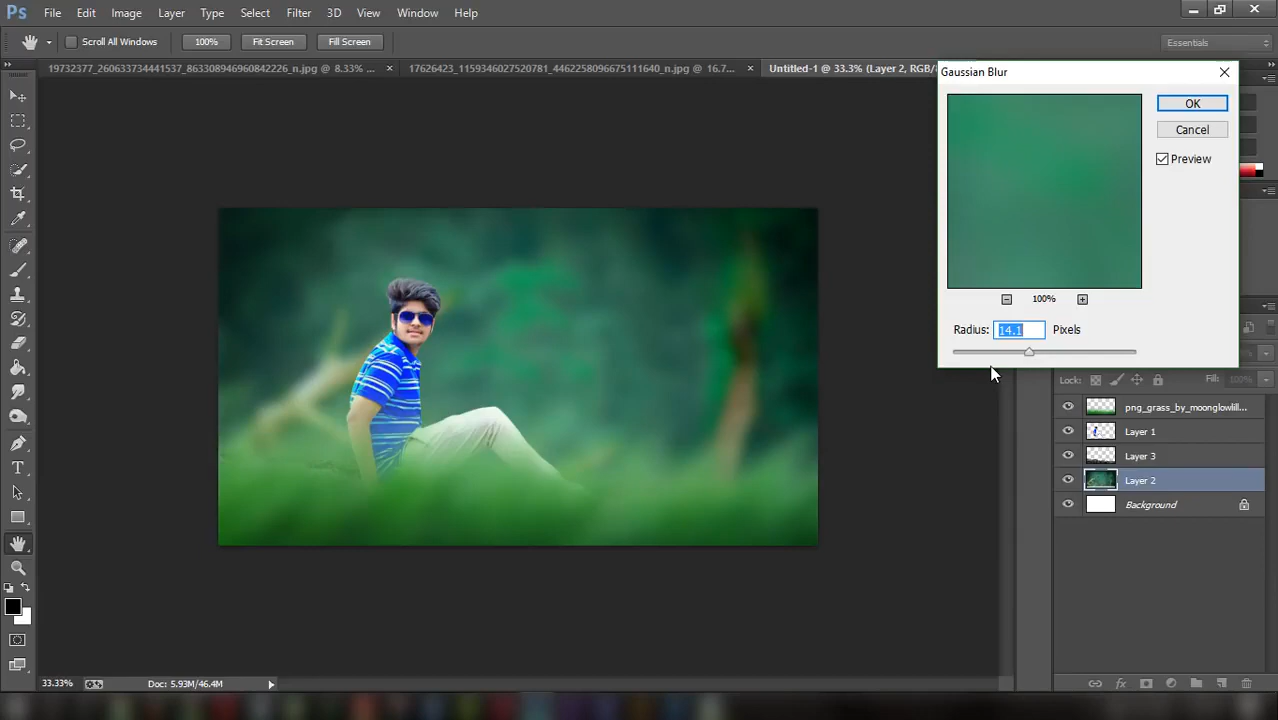 Ps File Edit Image Layer Type Select Filter 3D View Window Help
Scroll All Windows 100% Fit Screen Fill Screen Essentials
19732377_260633734441537_863308946960842226_n.jpg @ 8.33% ... × 17626423_1159346027520781_4462258096675111640_n.jpg @ 16.7... × Untitled-1 @ 33.3% (Layer 2, RGB/
Gaussian Blur
OK
Cancel
Preview
100%
Radius: 14.1 Pixels
Lock: Fill: 100%
png_grass_by_moonglowlill...
Layer 1
Layer 3
Layer 2
Background
T
33.33% Doc: 5.93M/46.4M
fx